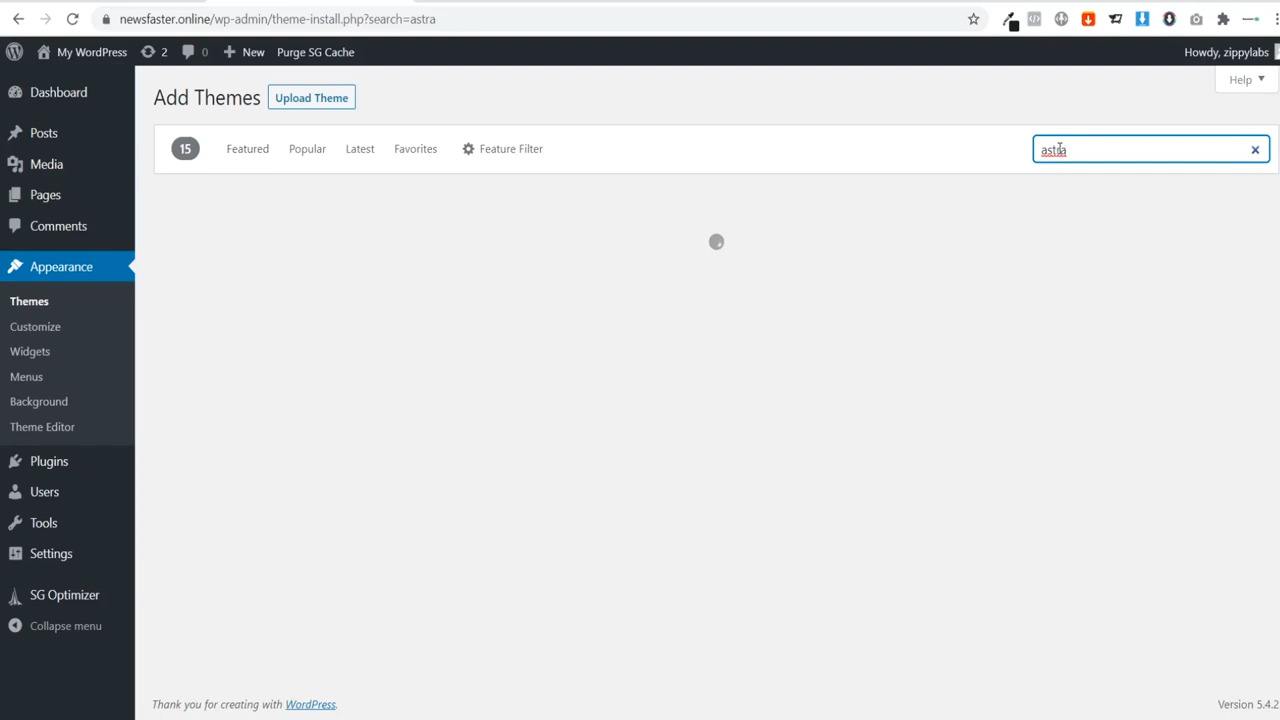 newsfaster.online/wp-admin/theme-install.php?search=astra
My WordPress 2 0 New Purge SG Cache Howdy, zippylabs
Help
Add Themes Upload Theme
15 Featured Popular Latest Favorites Feature Filter astra
Dashboard
Posts
Media
Pages
Comments
Appearance
Themes
Customize
Widgets
Menus
Background
Theme Editor
Plugins
Users
Tools
Settings
SG Optimizer
Collapse menu
Thank you for creating with WordPress. Version 5.4.2